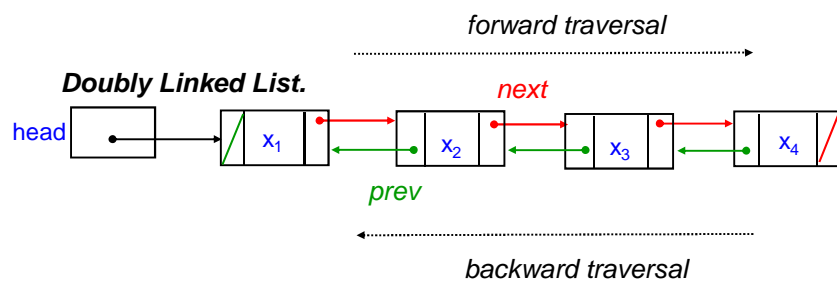 forward traversal
Doubly Linked List.
next
head
x₁
x₂
x₃
x₄
prev
backward traversal